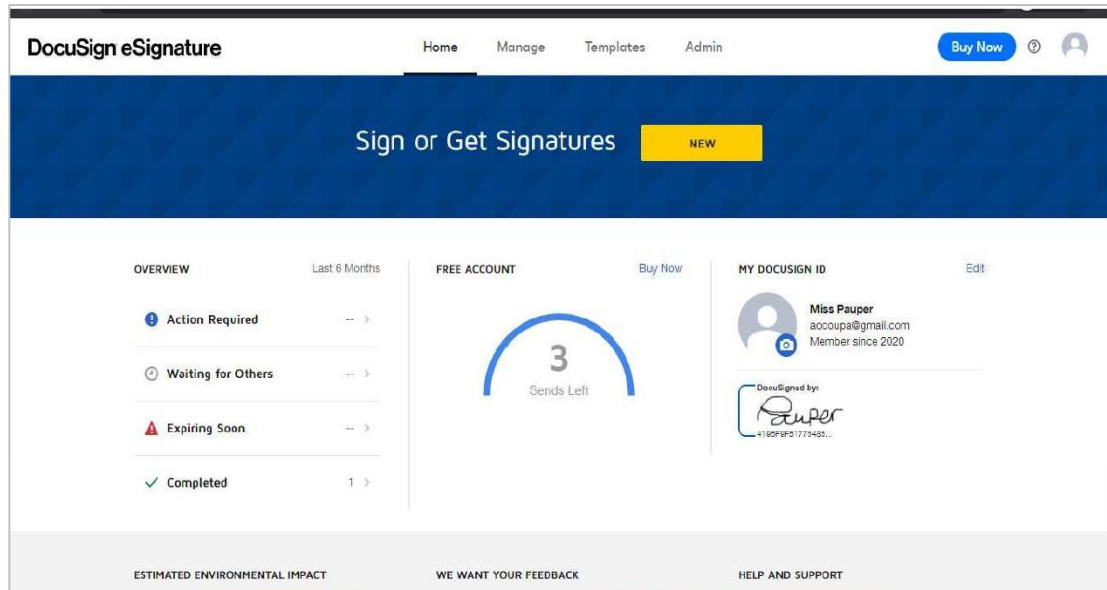 DocuSign eSignature Home Manage Templates Admin Buy Now ?
Sign or Get Signatures NEW
OVERVIEW Last 6 Months
! Action Required -- >
Waiting for Others -- >
! Expiring Soon -- >
Completed 1 >
FREE ACCOUNT Buy Now
3
Sends Left
MY DOCUSIGN ID Edit
Miss Pauper
aocoupa@gmail.com
Member since 2020
DocuSigned by:
Pauper
ESTIMATED ENVIRONMENTAL IMPACT WE WANT YOUR FEEDBACK HELP AND SUPPORT